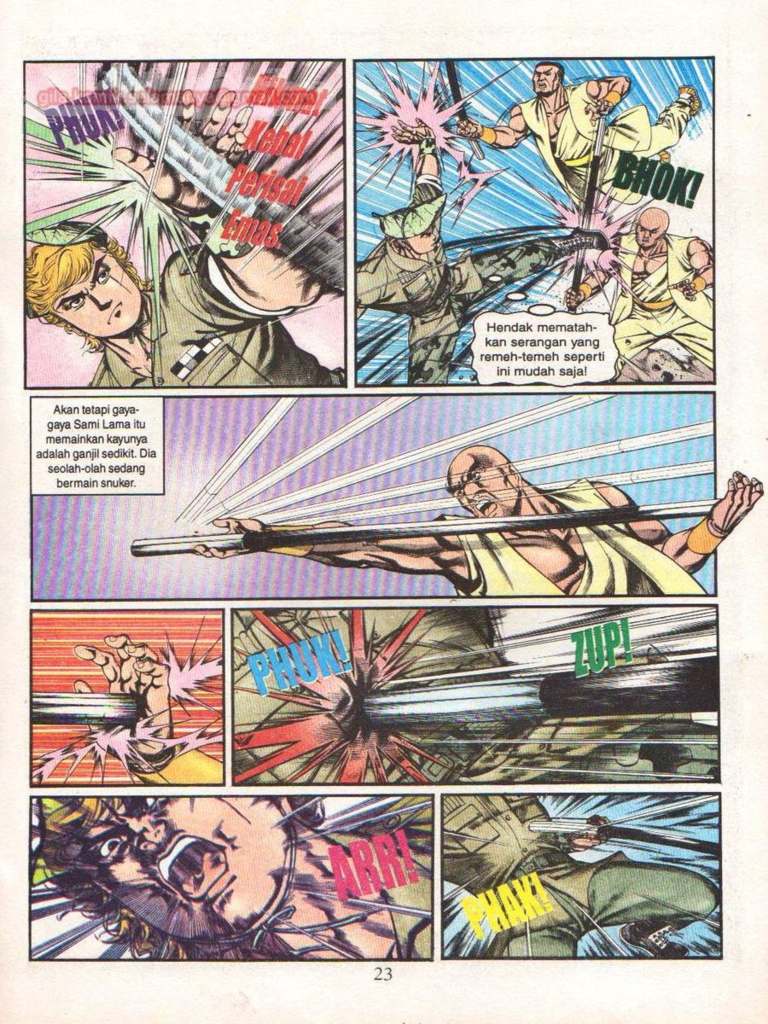 PHUK!
Kebal
Perisai
Emas.
BHOK!
Hendak mematah-
kan serangan yang
remeh-temeh seperti
ini mudah saja!
Akan tetapi gaya-
gaya Sami Lama itu
memainkan kayunya
adalah ganjil sedikit. Dia
seolah-olah sedang
bermain snuker.
PHUK!
ZUP!
ARR!
PHAK!
23